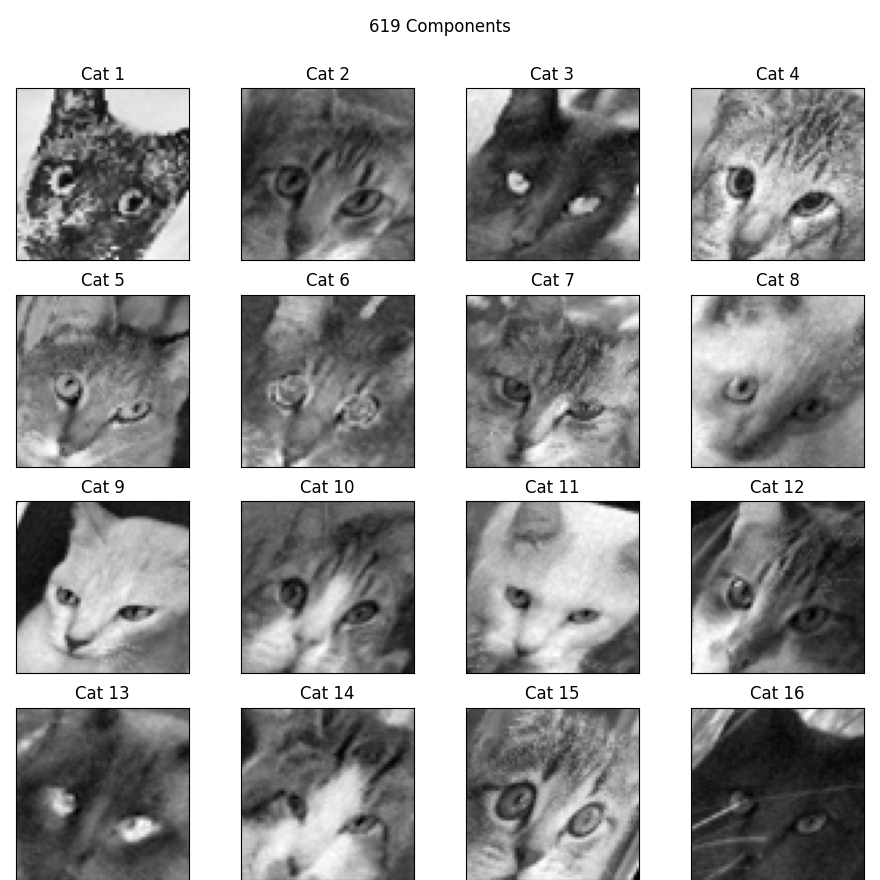 619 Components
Cat 1 Cat 2 Cat 3 Cat 4
Cat 5 Cat 6 Cat 7 Cat 8
Cat 9 Cat 10 Cat 11 Cat 12
Cat 13 Cat 14 Cat 15 Cat 16